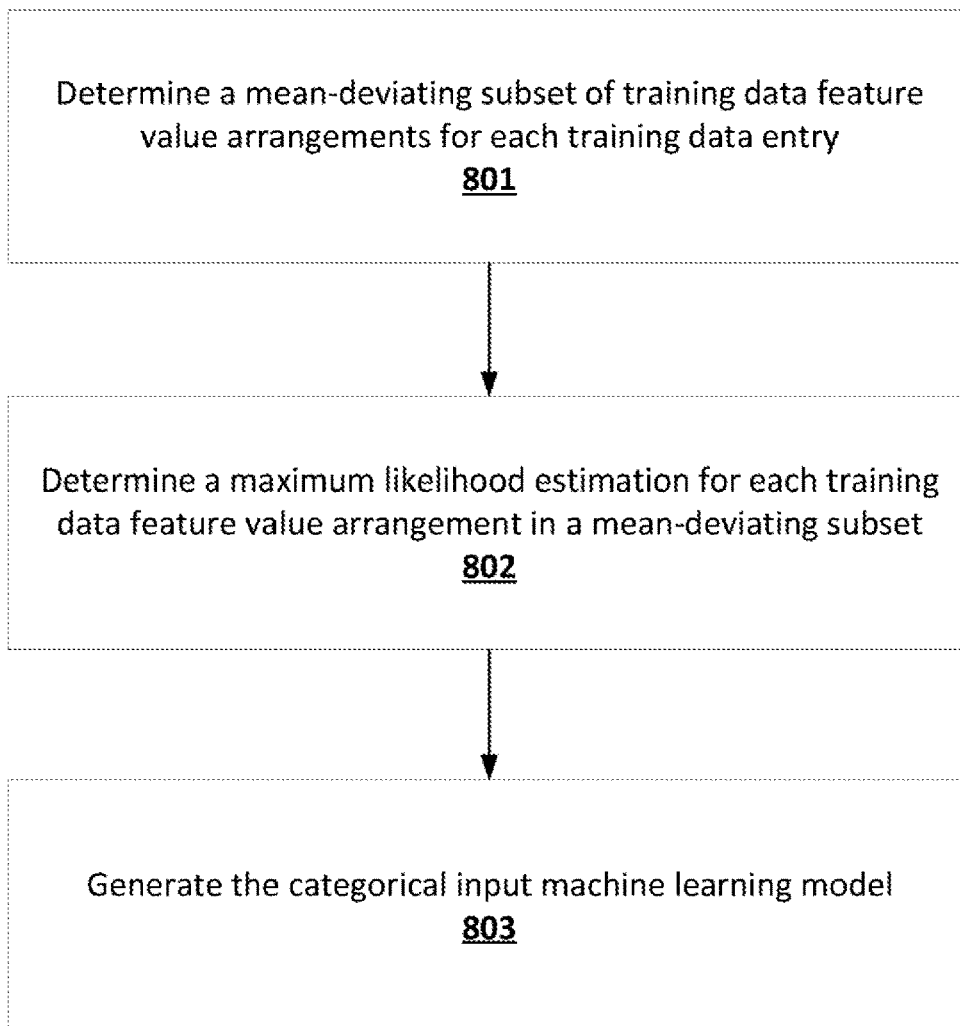 Determine a mean-deviating subset of training data feature
value arrangements for each training data entry
801
Determine a maximum likelihood estimation for each training
data feature value arrangement in a mean-deviating subset
802
Generate the categorical input machine learning model
803